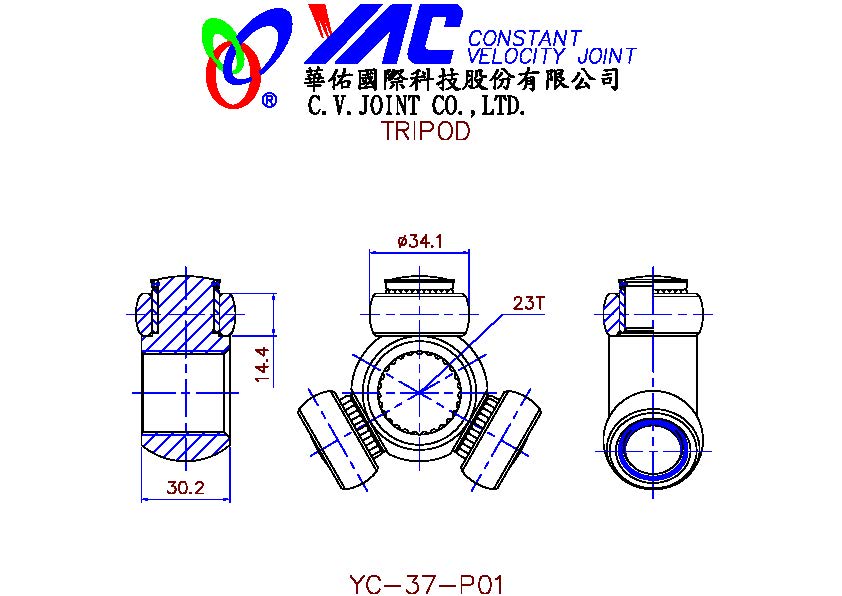 YAC CONSTANT
VELOCITY JOINT
®
華佑國際科技股份有限公司
C.V.JOINT CO.,LTD.
TRIPOD
ø34.1
23T
14.4
30.2
YC-37-P01